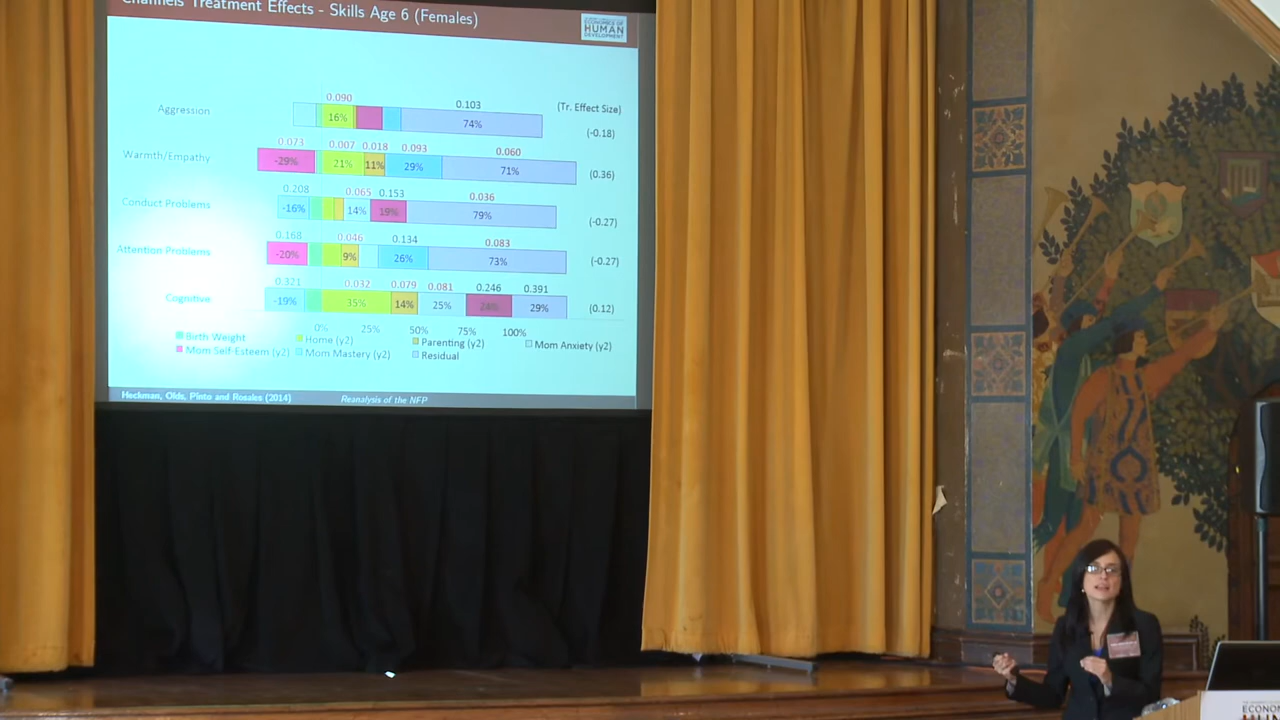 Channels Treatment Effects - Skills Age 6 (Females)
ECONOMICS OF
HUMAN
DEVELOPMENT
0.090 0.103 (Tr. Effect Size)
Aggression 16% 74% (-0.18)
0.073 0.007 0.018 0.093 0.060
Warmth/Empathy -29% 21% 11% 29% 71% (0.36)
0.208 0.065 0.153 0.036
Conduct Problems -16% 14% 19% 79% (-0.27)
0.168 0.046 0.134 0.083
Attention Problems -20% 9% 26% 73% (-0.27)
0.321 0.032 0.079 0.081 0.246 0.391
Cognitive -19% 35% 14% 25% 24% 29% (0.12)
0% 25% 50% 75% 100%
Birth Weight Home (y2) Parenting (y2) Mom Anxiety (y2)
Mom Self-Esteem (y2) Mom Mastery (y2) Residual
Heckman, Olds, Pinto and Rosales (2014) Reanalysis of the NFP
ECONO